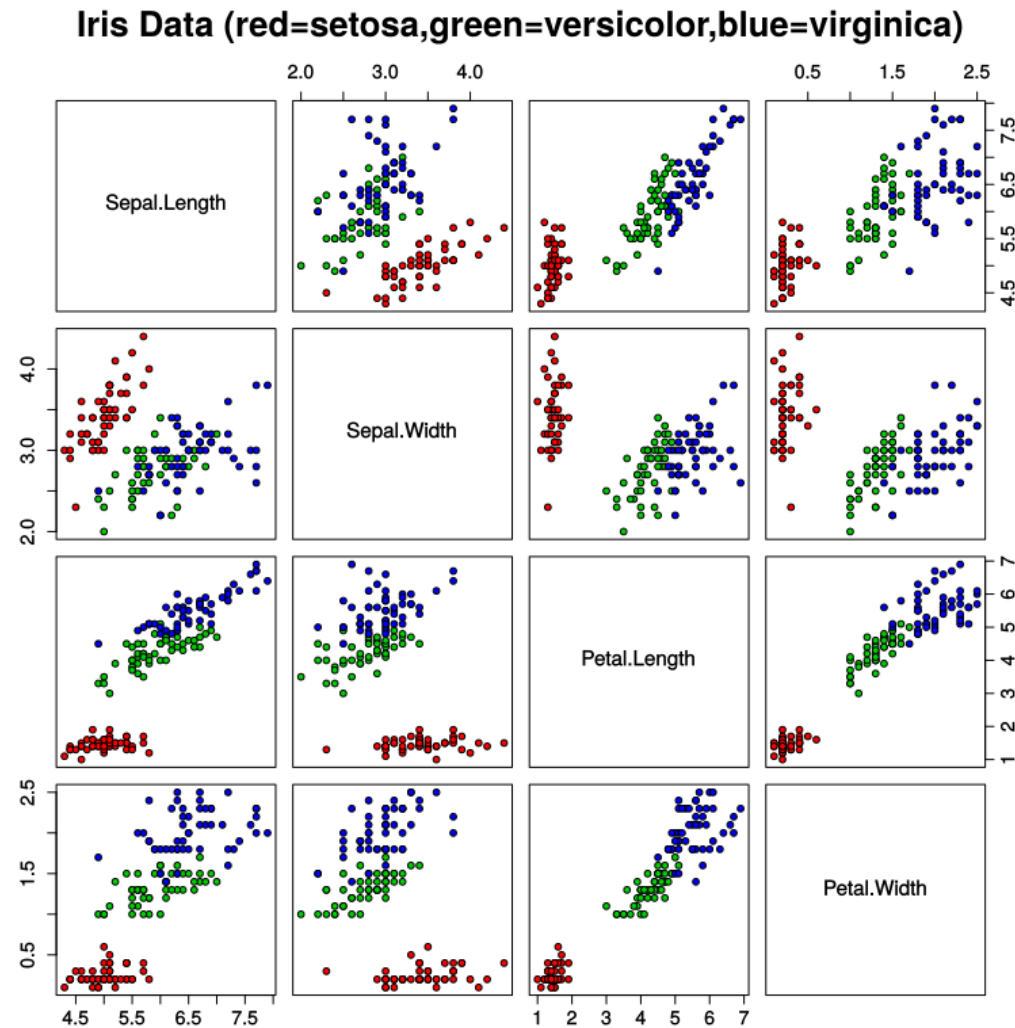 Iris Data (red=setosa,green=versicolor,blue=virginica)
2.0 3.0 4.0
0.5 1.5 2.5
Sepal.Length
4.5 5.5 6.5 7.5
2.0 3.0 4.0
Sepal.Width
Petal.Length
1 2 3 4 5 6 7
0.5 1.5 2.5
Petal.Width
4.5 5.5 6.5 7.5
1 2 3 4 5 6 7